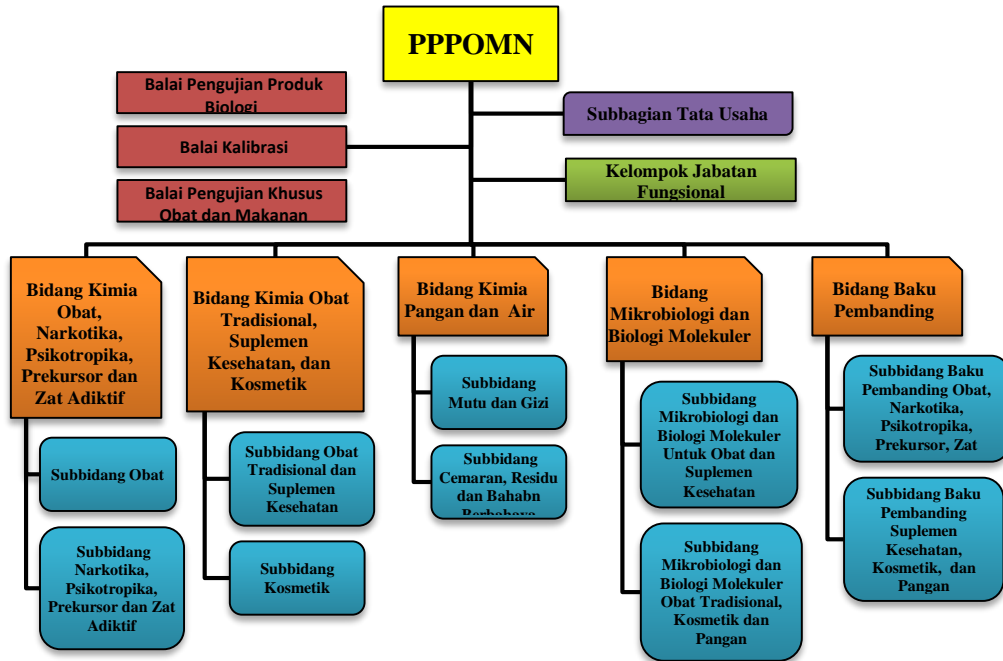 PPPOMN
Balai Pengujian Produk
Biologi
Balai Kalibrasi
Balai Pengujian Khusus
Obat dan Makanan
Subbagian Tata Usaha
Kelompok Jabatan
Fungsional
Bidang Kimia
Obat,
Narkotika,
Psikotropika,
Prekursor dan
Zat Adiktif
Subbidang Obat
Subbidang
Narkotika,
Psikotropika,
Prekursor dan Zat
Adiktif
Bidang Kimia Obat
Tradisional,
Suplemen
Kesehatan, dan
Kosmetik
Subbidang Obat
Tradisional dan
Suplemen
Kesehatan
Subbidang
Kosmetik
Bidang Kimia
Pangan dan Air
Subbidang
Mutu dan Gizi
Subbidang
Cemaran, Residu
dan Bahabn
Berbahaya
Bidang
Mikrobiologi dan
Biologi Molekuler
Subbidang
Mikrobiologi dan
Biologi Molekuler
Untuk Obat dan
Suplemen
Kesehatan
Subbidang
Mikrobiologi dan
Biologi Molekuler
Obat Tradisional,
Kosmetik dan
Pangan
Bidang Baku
Pembanding
Subbidang Baku
Pembanding Obat,
Narkotika,
Psikotropika,
Prekursor, Zat
Subbidang Baku
Pembanding
Suplemen
Kesehatan,
Kosmetik, dan
Pangan